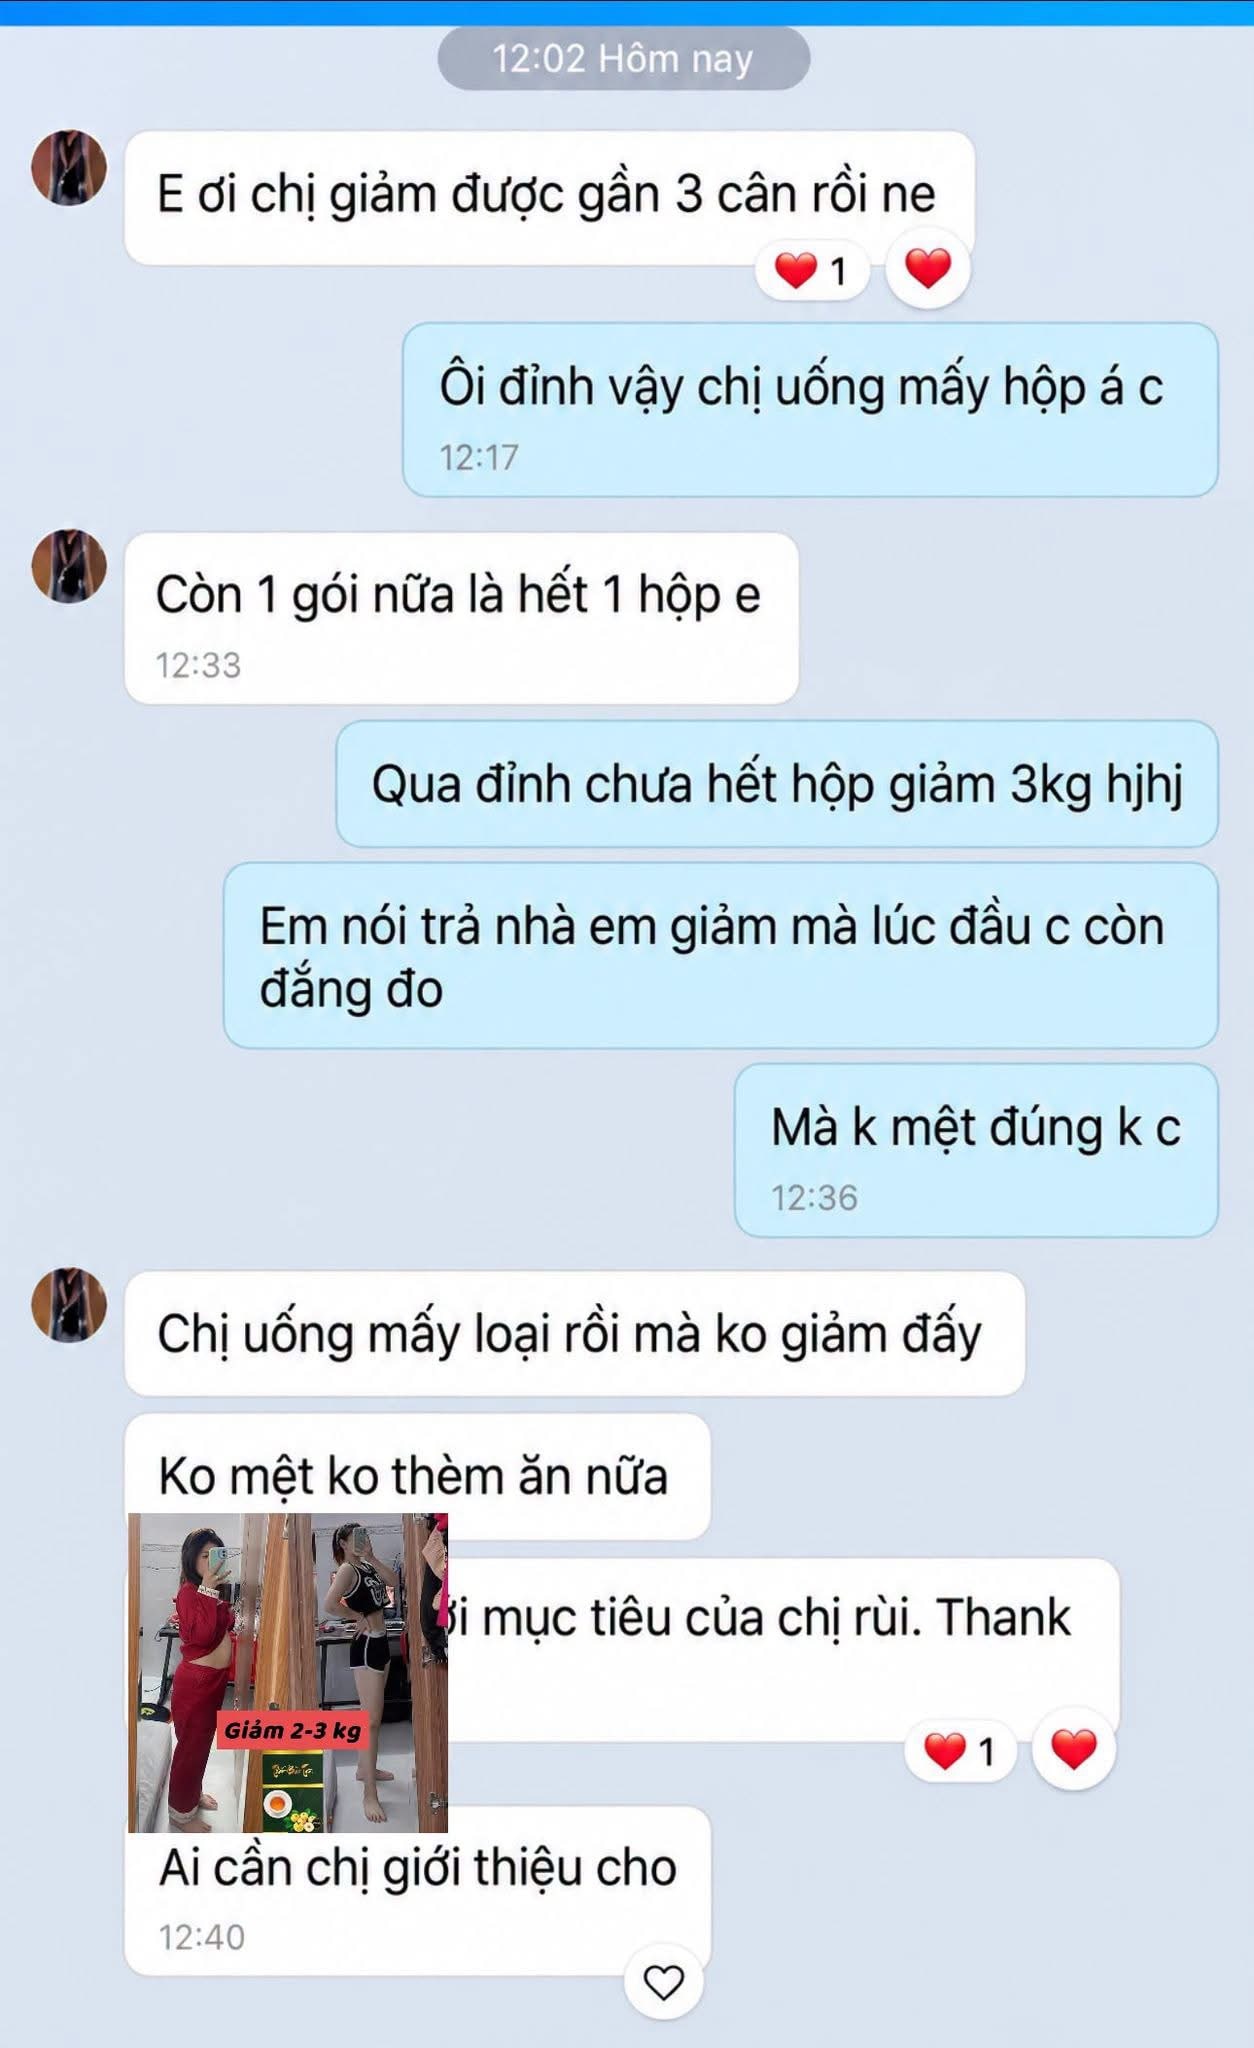 12:02 Hôm nay
E ơi chị giảm được gần 3 cân rồi ne
1
Ôi đỉnh vậy chị uống mấy hộp á c
12:17
Còn 1 gói nữa là hết 1 hộp e
12:33
Qua đỉnh chưa hết hộp giảm 3kg hjhj
Em nói trả nhà em giảm mà lúc đầu c còn
đắng đo
Mà k mệt đúng k c
12:36
Chị uống mấy loại rồi mà ko giảm đấy
Ko mệt ko thèm ăn nữa
mục tiêu của chị rùi. Thank
Giảm 2-3 kg
1
Ai cần chị giới thiệu cho
12:40